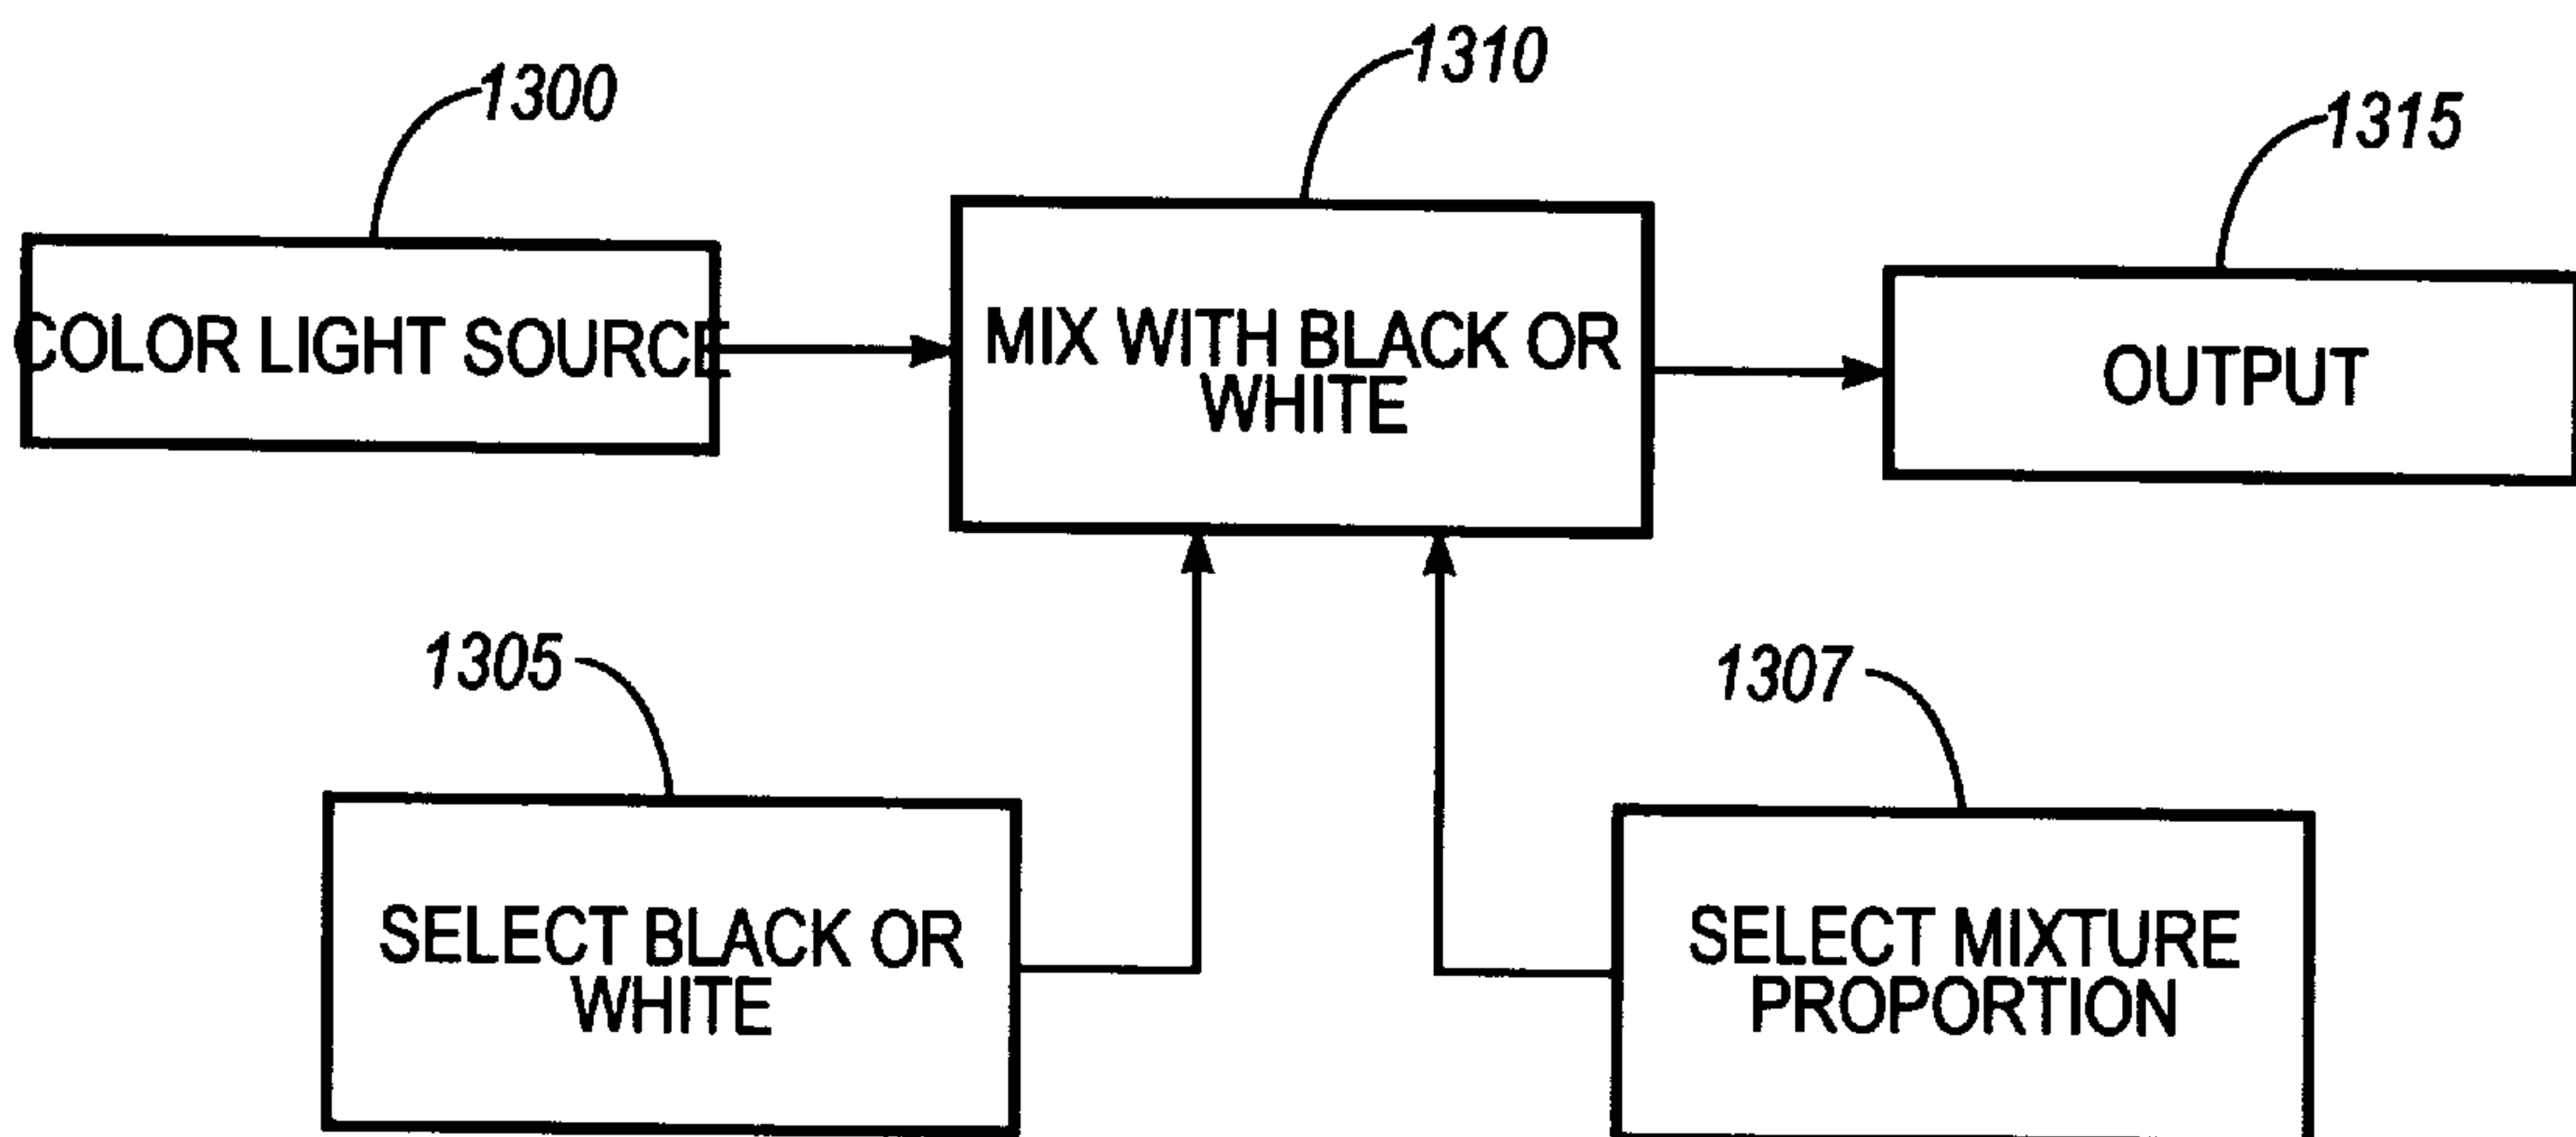 1300
1310
1315
COLOR LIGHT SOURCE
MIX WITH BLACK OR
WHITE
OUTPUT
1305
1307
SELECT BLACK OR
WHITE
SELECT MIXTURE
PROPORTION